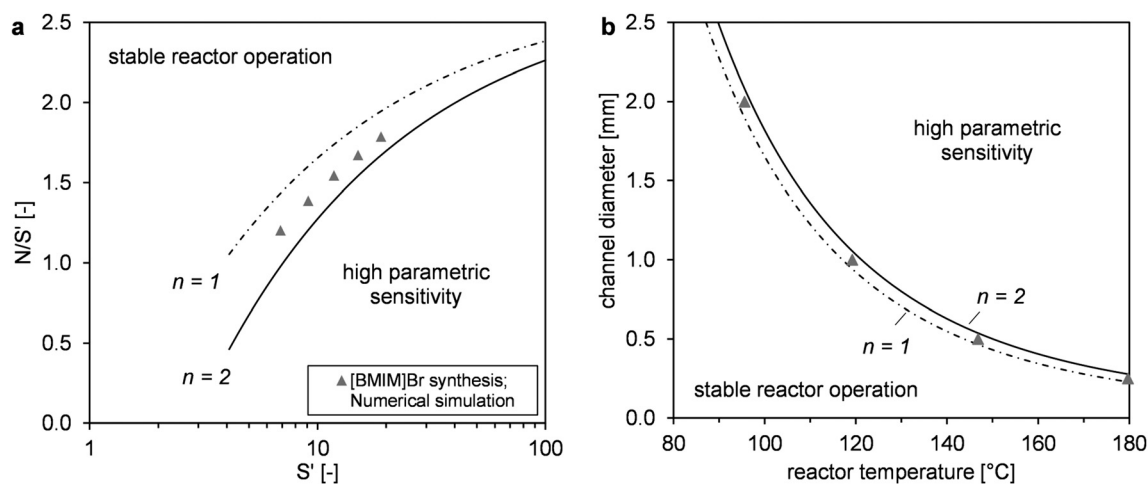 a
2.5
2.0
1.5
1.0
0.5
0.0
N/S' [-]
stable reactor operation
n = 1
n = 2
high parametric
sensitivity
[BMIM]Br synthesis;
Numerical simulation
1
10
100
S' [-]
b
2.5
2.0
1.5
1.0
0.5
0.0
channel diameter [mm]
high parametric
sensitivity
n = 2
n = 1
stable reactor operation
80
100
120
140
160
180
reactor temperature [°C]